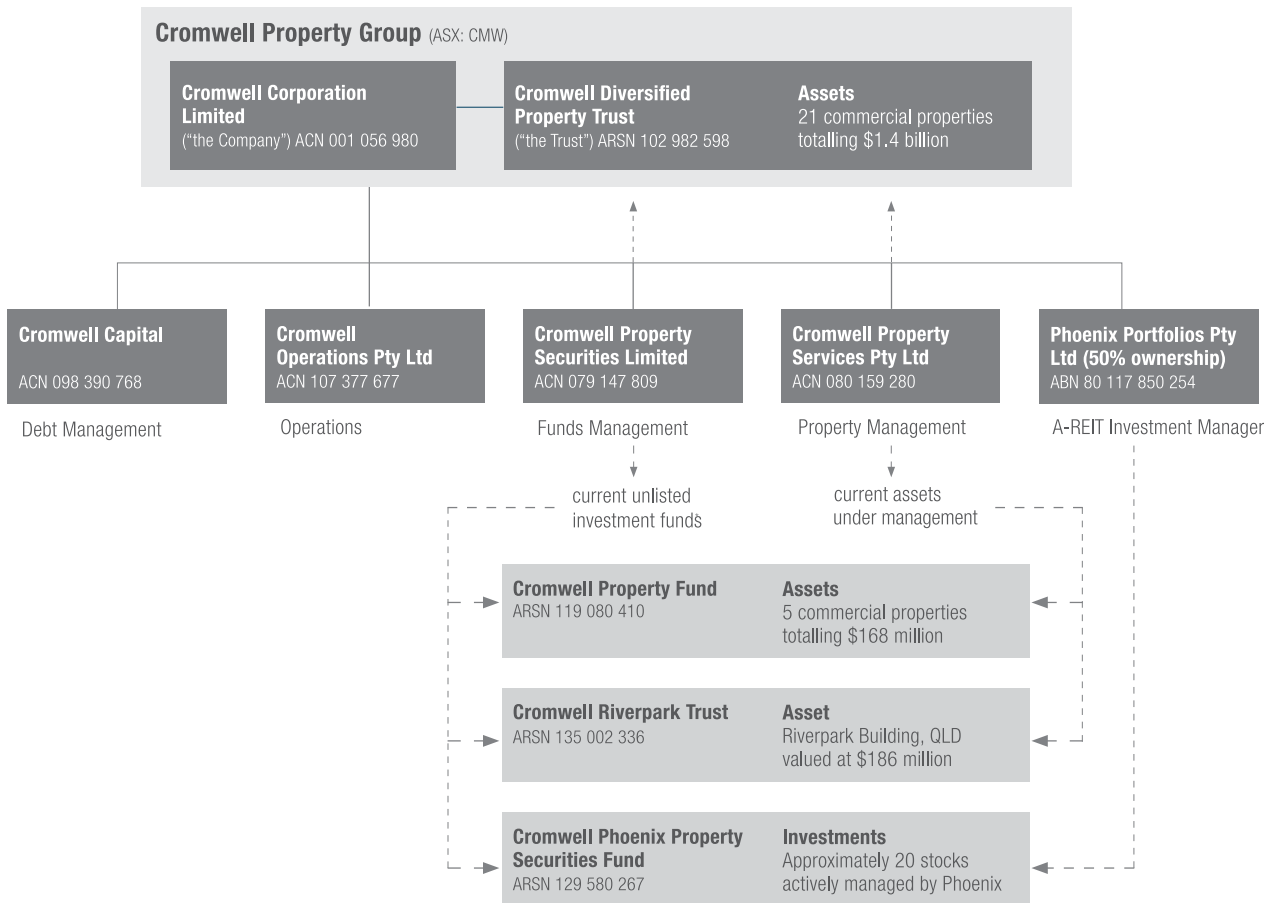 Cromwell Property Group (ASX: CMW)
Cromwell Corporation
Limited
("the Company") ACN 001 056 980
Cromwell Diversified
Property Trust
("the Trust") ARSN 102 982 598
Assets
21 commercial properties
totalling $1.4 billion
Cromwell Capital
ACN 098 390 768
Debt Management
Cromwell
Operations Pty Ltd
ACN 107 377 677
Operations
Cromwell Property
Securities Limited
ACN 079 147 809
Funds Management
Cromwell Property
Services Pty Ltd
ACN 080 159 280
Property Management
Phoenix Portfolios Pty
Ltd (50% ownership)
ABN 80 117 850 254
A-REIT Investment Manager
current unlisted
investment funds
current assets
under management
Cromwell Property Fund
ARSN 119 080 410
Assets
5 commercial properties
totalling $168 million
Cromwell Riverpark Trust
ARSN 135 002 336
Asset
Riverpark Building, QLD
valued at $186 million
Cromwell Phoenix Property
Securities Fund
ARSN 129 580 267
Investments
Approximately 20 stocks
actively managed by Phoenix